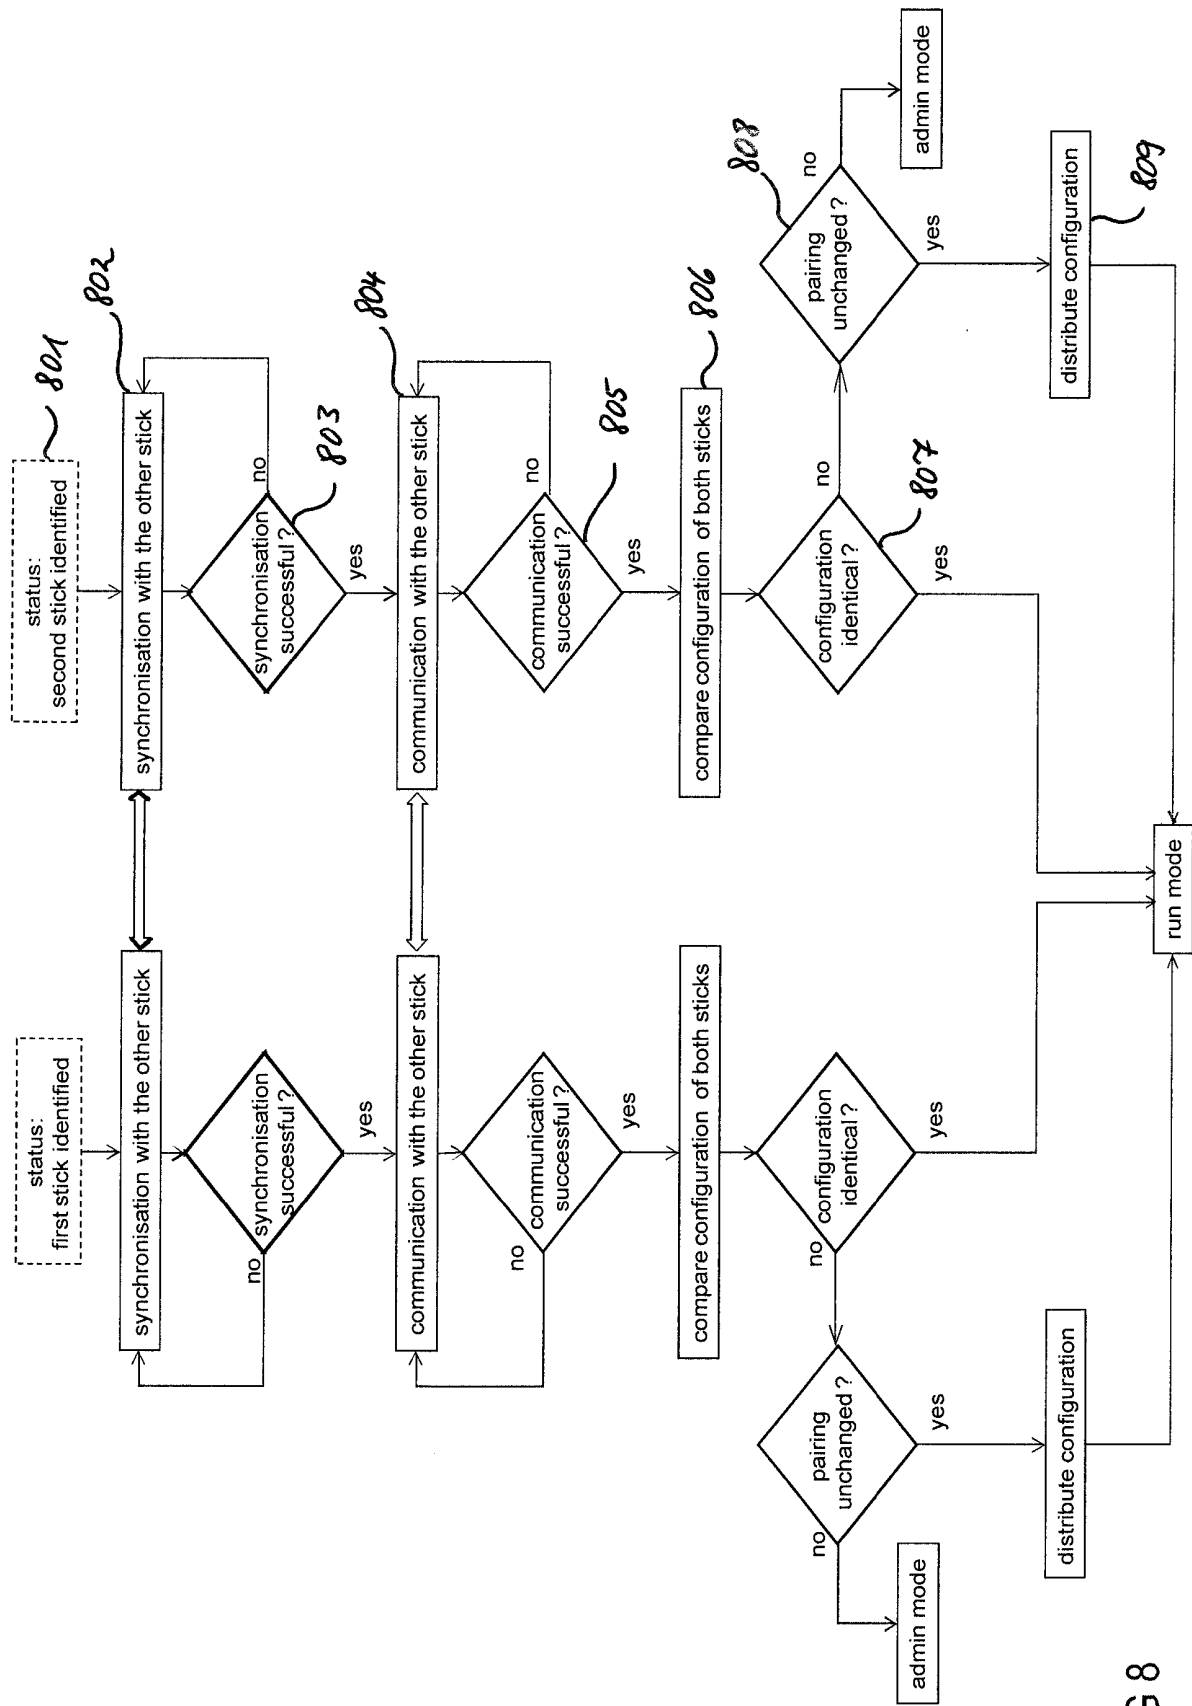 status:
first stick identified
status:
second stick identified
801
synchronisation with the other stick
synchronisation with the other stick
802
synchronisation
successful?
no
yes
synchronisation
successful?
no
yes
803
communication with the other stick
communication with the other stick
804
communication
successful?
no
yes
communication
successful?
no
yes
805
compare configuration of both sticks
compare configuration of both sticks
806
configuration
identical?
no
yes
configuration
identical?
no
yes
807
pairing
unchanged?
no
yes
pairing
unchanged?
no
yes
808
admin mode
admin mode
distribute configuration
distribute configuration
809
run mode
G 8